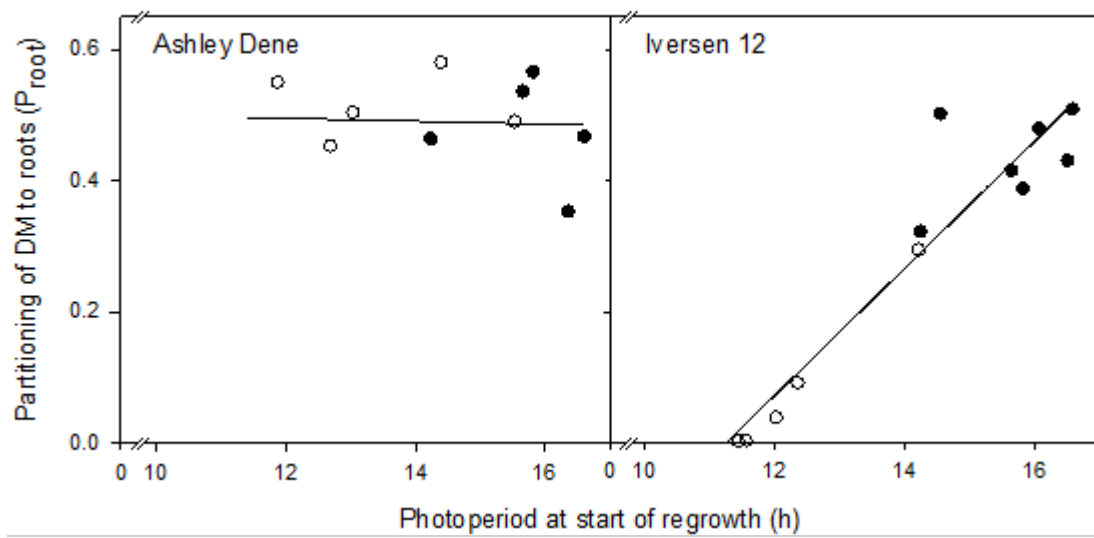 Ashley Dene
Iversen 12
Partitioning of DM to roots (Proot)
0.6
0.4
0.2
0.0
0 10 12 14 16 0 10 12 14 16
Photoperiod at start of regrowth (h)